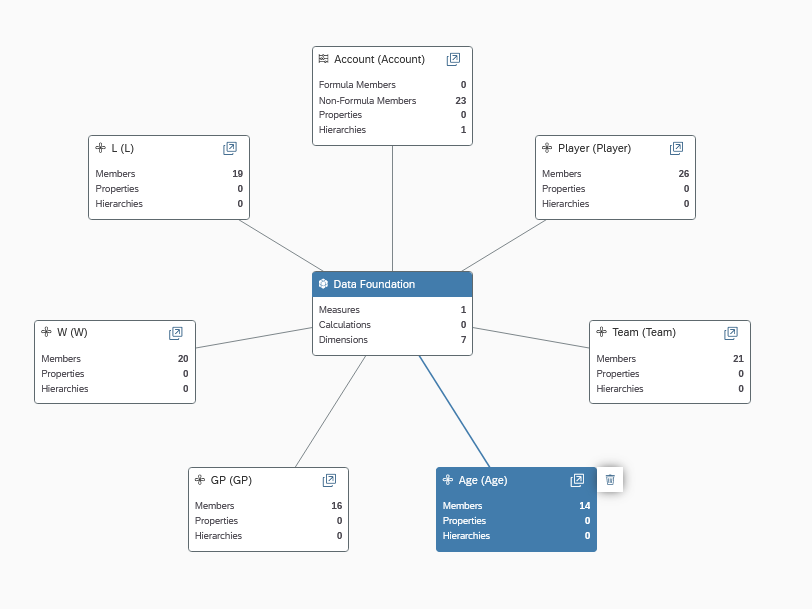 Account (Account)
Formula Members 0
Non-Formula Members 23
Properties 0
Hierarchies 1
L (L)
Members 19
Properties 0
Hierarchies 0
Player (Player)
Members 26
Properties 0
Hierarchies 0
Data Foundation
Measures 1
Calculations 0
Dimensions 7
W (W)
Members 20
Properties 0
Hierarchies 0
Team (Team)
Members 21
Properties 0
Hierarchies 0
GP (GP)
Members 16
Properties 0
Hierarchies 0
Age (Age)
Members 14
Properties 0
Hierarchies 0